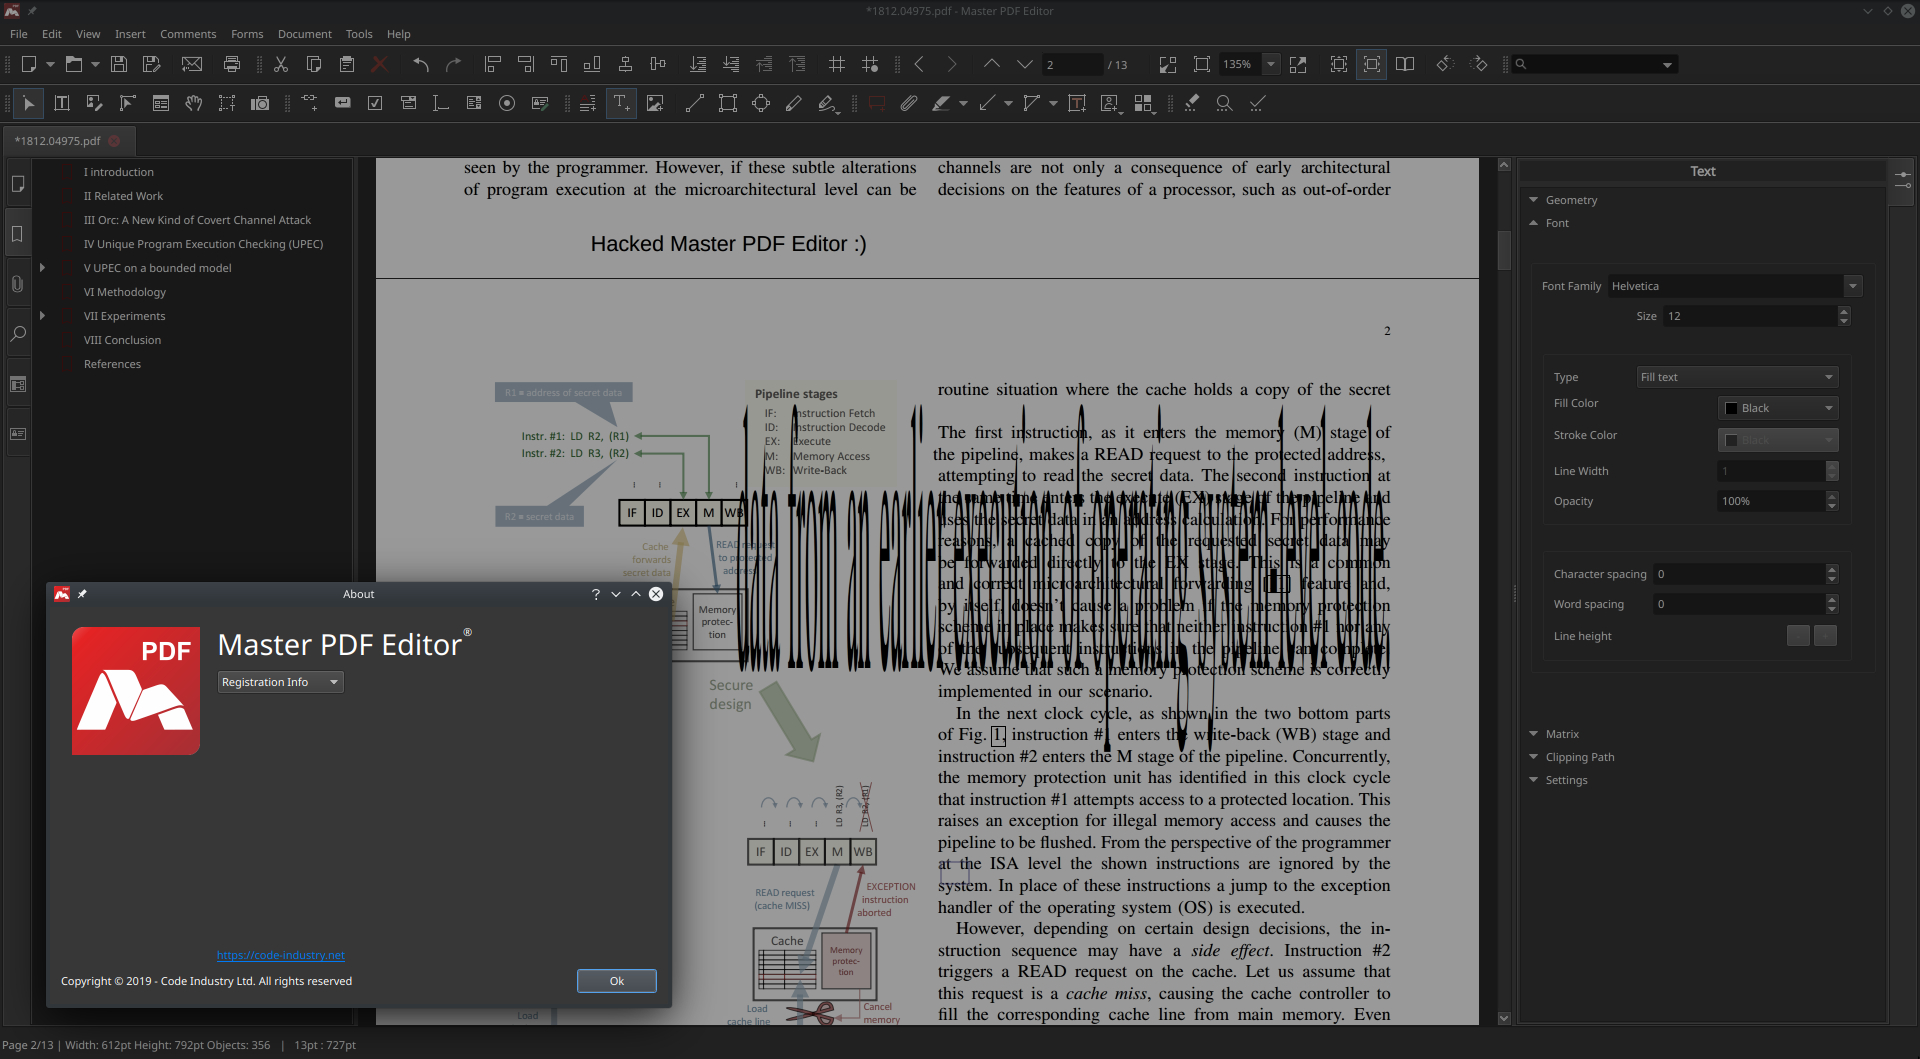 *1812.04975.pdf - Master PDF Editor
File Edit View Insert Comments Forms Document Tools Help
2 / 13 135%
*1812.04975.pdf
I introduction
II Related Work
III Orc: A New Kind of Covert Channel Attack
IV Unique Program Execution Checking (UPEC)
V UPEC on a bounded model
VI Methodology
VII Experiments
VIII Conclusion
References
seen by the programmer. However, if these subtle alterations
of program execution at the microarchitectural level can be
channels are not only a consequence of early architectural
decisions on the features of a processor, such as out-of-order
Hacked Master PDF Editor :)
2
R1 = address of secret data
Instr. #1: LD R2, (R1)
Instr. #2: LD R3, (R2)
R2 = secret data
Pipeline stages
IF: Instruction Fetch
ID: Instruction Decode
EX: Execute
M: Memory Access
WB: Write-Back
IF ID EX M WB
Cache
forwards
secret data
READ request
to protected
address
Memory
protec-
tion
Secure
design
LD R3, (R2)
LD R2, (R1)
IF ID EX M WB
READ request
(cache MISS)
EXCEPTION
instruction
aborted
Cache
Memory
protec-
tion
Load
cache line
Cancel
memory
Load
data from an earlier execution of operating system level code.
routine situation where the cache holds a copy of the secret
The first instruction, as it enters the memory (M) stage of
the pipeline, makes a READ request to the protected address,
attempting to read the secret data. The second instruction at
the same time enters the execute (EX) stage of the pipeline and
uses the secret data in an address calculation. For performance
reasons, a cached copy of the requested secret data may
be forwarded directly to the EX stage. This is a common
and correct microarchitectural forwarding feature and,
by itself, doesn't cause a problem if the memory protection
scheme in place makes sure that neither instruction #1 nor any
of the subsequent instructions in the pipeline can complete.
We assume that such a memory protection scheme is correctly
implemented in our scenario.
In the next clock cycle, as shown in the two bottom parts
of Fig. 1, instruction #1 enters the write-back (WB) stage and
instruction #2 enters the M stage of the pipeline. Concurrently,
the memory protection unit has identified in this clock cycle
that instruction #1 attempts access to a protected location. This
raises an exception for illegal memory access and causes the
pipeline to be flushed. From the perspective of the programmer
at the ISA level the shown instructions are ignored by the
system. In place of these instructions a jump to the exception
handler of the operating system (OS) is executed.
However, depending on certain design decisions, the in-
struction sequence may have a side effect. Instruction #2
triggers a READ request on the cache. Let us assume that
this request is a cache miss, causing the cache controller to
fill the corresponding cache line from main memory. Even
Text
Geometry
Font
Font Family Helvetica
Size 12
Type Fill text
Fill Color Black
Stroke Color Black
Line Width 1
Opacity 100%
Character spacing 0
Word spacing 0
Line height
Matrix
Clipping Path
Settings
About
PDF
Master PDF Editor®
Registration Info
https://code-industry.net
Copyright © 2019 - Code Industry Ltd. All rights reserved
Ok
Page 2/13 | Width: 612pt Height: 792pt Objects: 356 | 13pt : 727pt